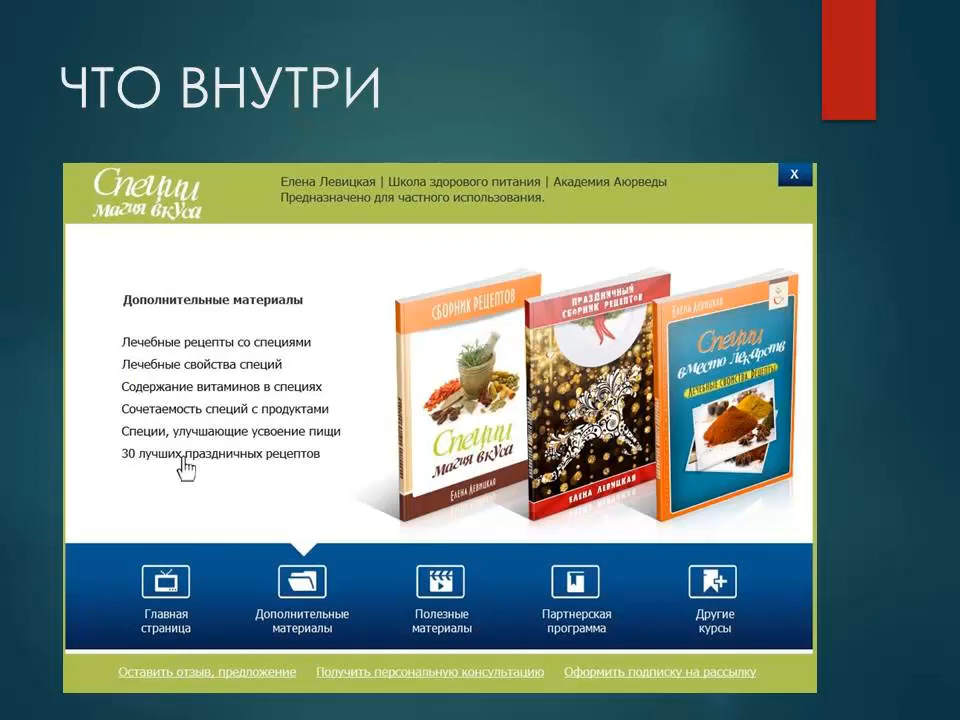 ЧТО ВНУТРИ
Специи
магия вкуса
Елена Левицкая | Школа здорового питания | Академия Аюрведы
Предназначено для частного использования.
X
Дополнительные материалы
Лечебные рецепты со специями
Лечебные свойства специй
Содержание витаминов в специях
Сочетаемость специй с продуктами
Специи, улучшающие усвоение пищи
30 лучших праздничных рецептов
СБОРНИК РЕЦЕПТОВ
Специи
магия вкуса
Елена Левицкая
ПРАЗДНИЧНЫЙ
СБОРНИК РЕЦЕПТОВ
Елена Левицкая
Елена Левицкая
Специи
вместо лекарств
Лечебные свойства Рецепты
Главная
страница
Дополнительные
материалы
Полезные
материалы
Партнерская
программа
Другие
курсы
Оставить отзыв, предложение
Получить персональную консультацию
Оформить подписку на рассылку